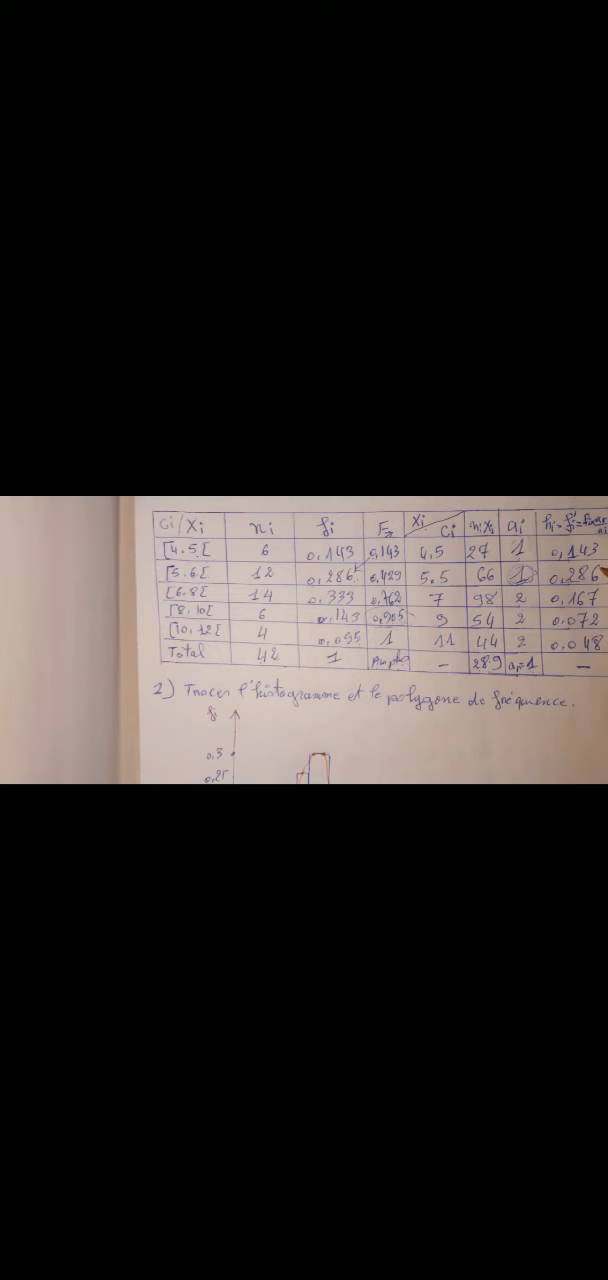 Ci/Xi ni fi F Xi Ci nixi ai hi = f'i =
[4.5,[ 6 0,143 0,143 4,5 27 1 0,143
[5.6,[ 12 0,286 0,429 5.5 66 1 0,286
[6.8[ 14 0.333 0,762 7 98 2 0,167
[8,10[ 6 0,143 0,905 9 54 2 0.072
[10,12[ 4 0,095 1 11 44 2 0.048
Total 42 1 – 289 –
2) Tracer l'histogramme et le polygone de fréquence.
fi
0,3
0,25